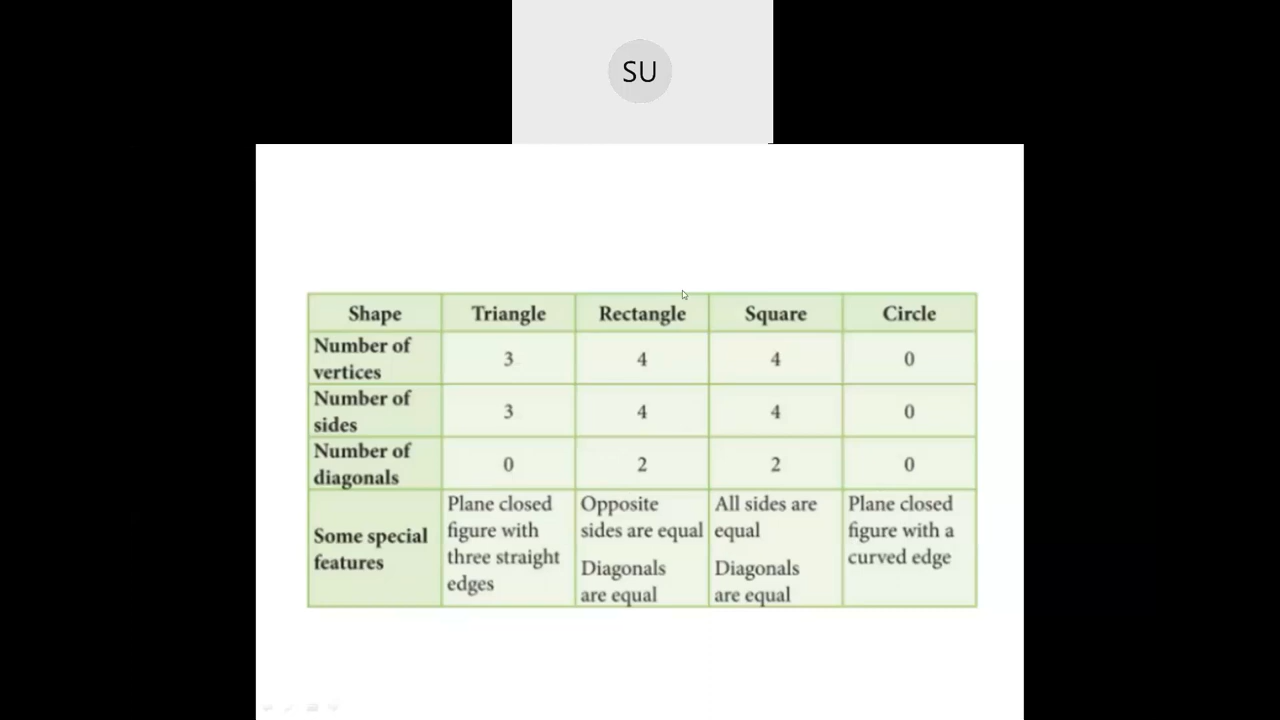 SU
Shape Triangle Rectangle Square Circle
Number of
vertices
3 4 4 0
Number of
sides
3 4 4 0
Number of
diagonals
0 2 2 0
Some special
features
Plane closed
figure with
three straight
edges
Opposite
sides are equal
Diagonals
are equal
All sides are
equal
Diagonals
are equal
Plane closed
figure with a
curved edge